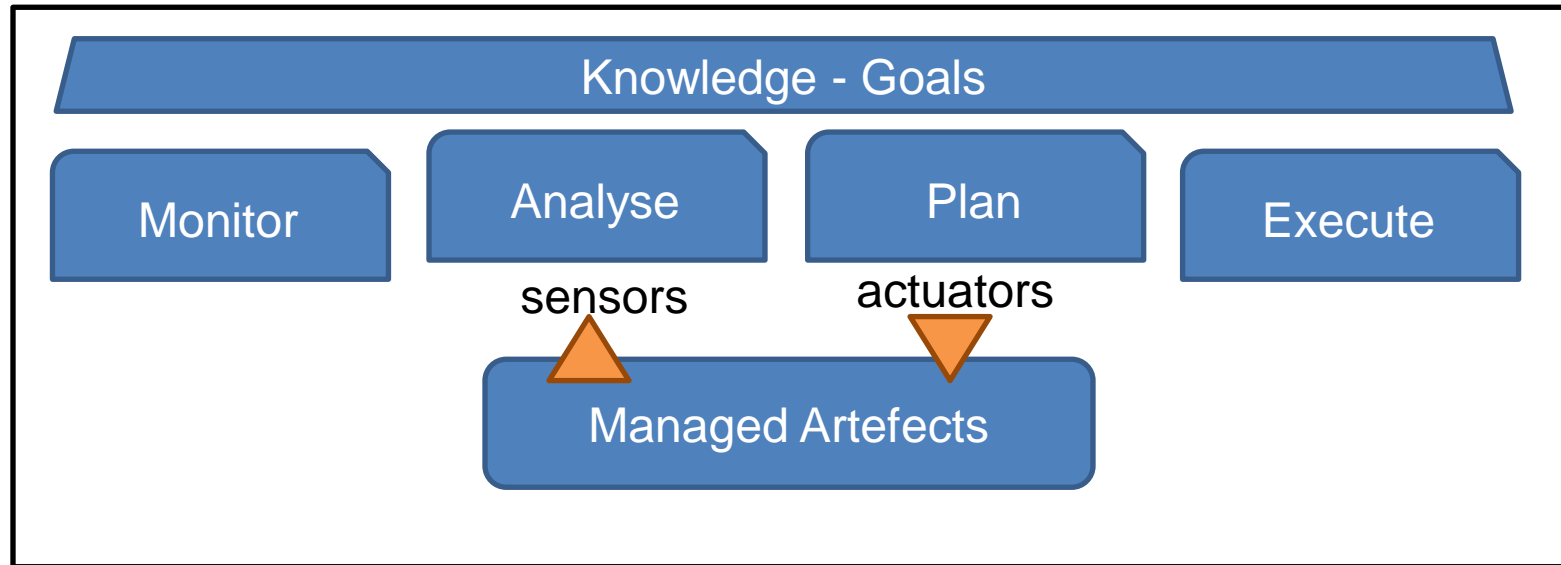 Knowledge - Goals
Monitor
Analyse
Plan
Execute
sensors
actuators
Managed Artefects